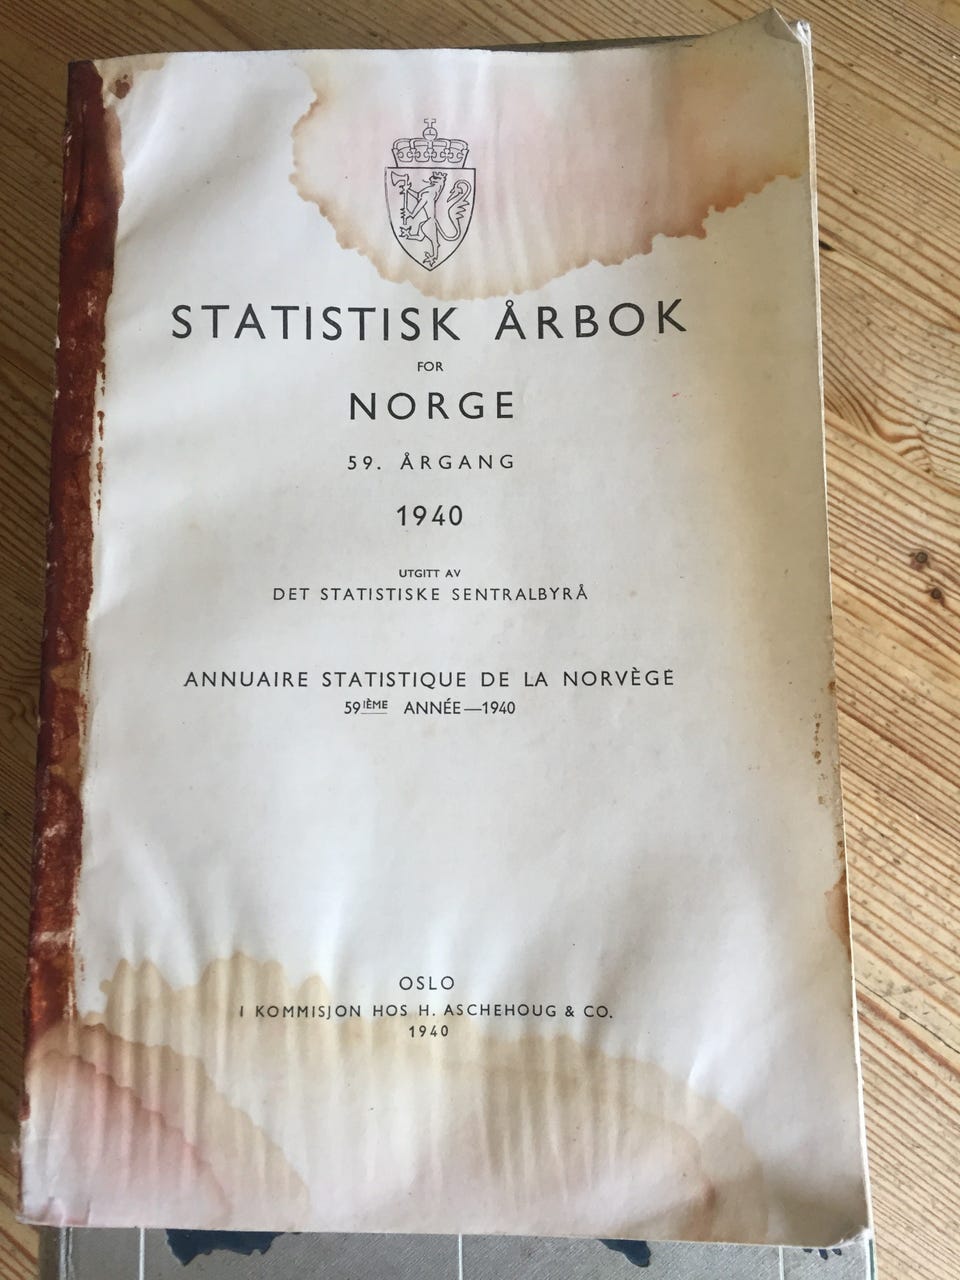 STATISTISK ÅRBOK
FOR
NORGE
59. ÅRGANG
1940
UTGITT AV
DET STATISTISKE SENTRALBYRÅ
ANNUAIRE STATISTIQUE DE LA NORVÈGE
59IÈME ANNÉE—1940
OSLO
I KOMMISJON HOS H. ASCHEHOUG & CO.
1940